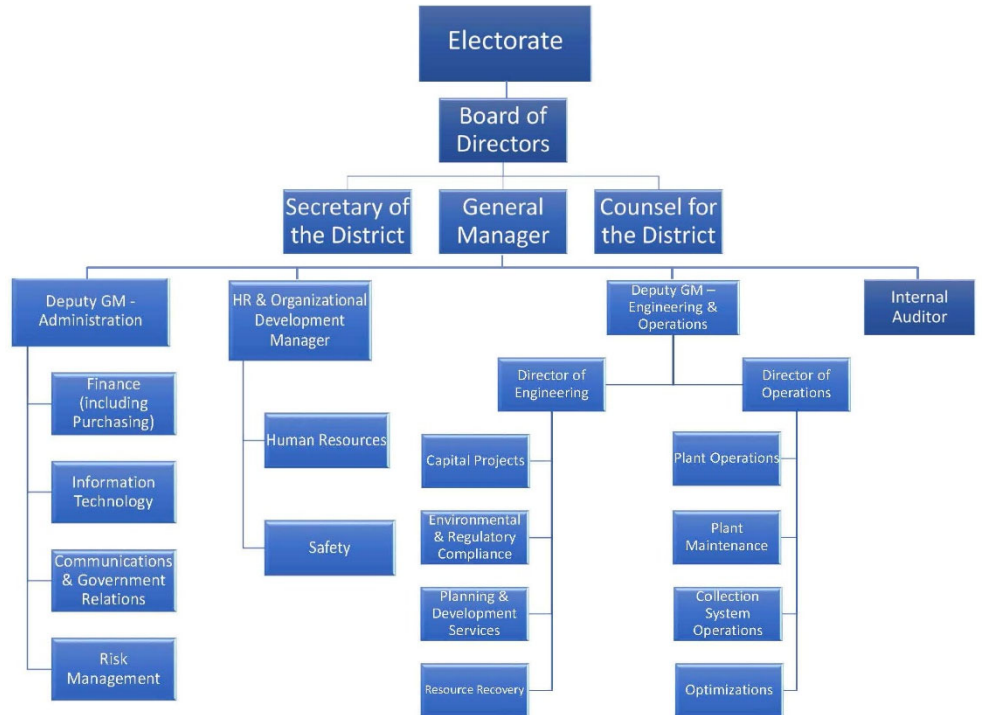 Electorate
Board of
Directors
Secretary of
the District
General
Manager
Counsel for
the District
Deputy GM -
Administration
HR & Organizational
Development
Manager
Deputy GM –
Engineering &
Operations
Internal
Auditor
Finance
(including
Purchasing)
Information
Technology
Communications
& Government
Relations
Risk
Management
Human Resources
Safety
Director of
Engineering
Capital Projects
Environmental
& Regulatory
Compliance
Planning &
Development
Services
Resource Recovery
Director of
Operations
Plant Operations
Plant
Maintenance
Collection
System
Operations
Optimizations